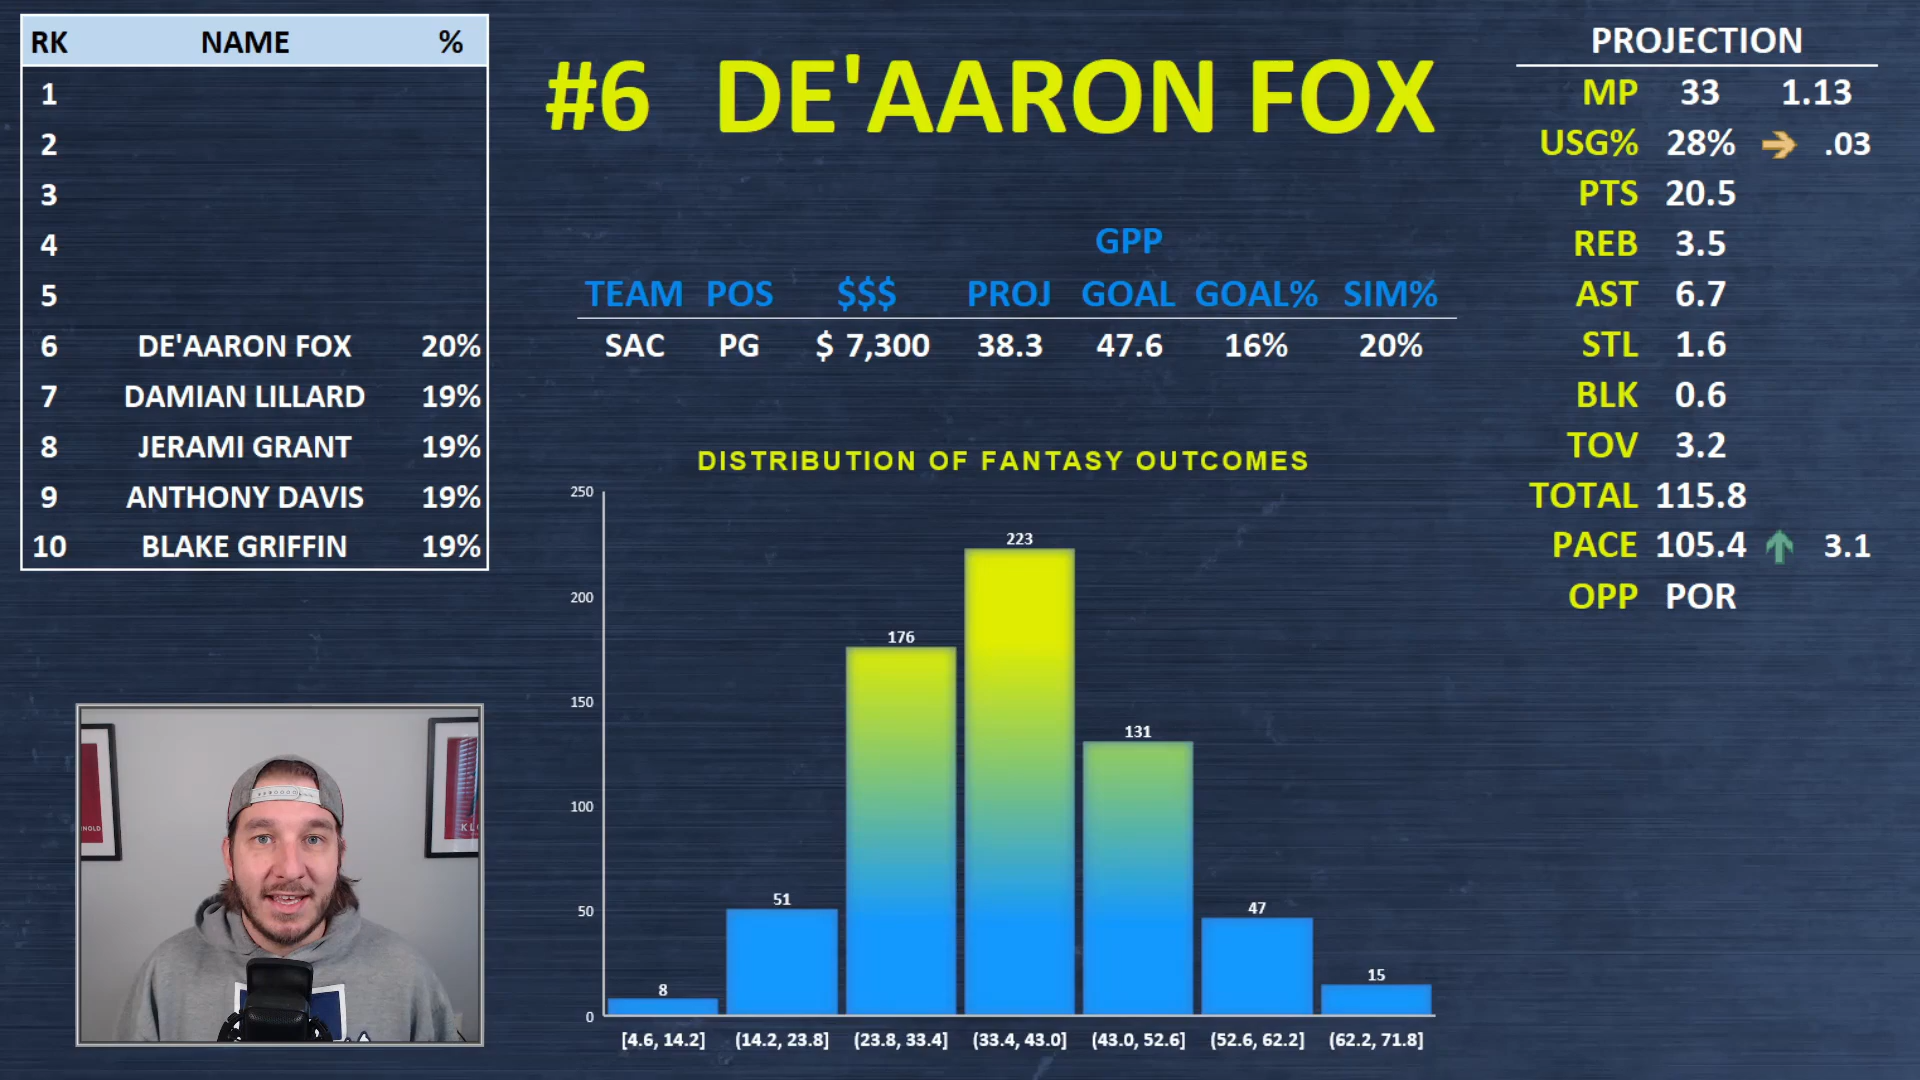 RK NAME %
1
2
3
4
5
6 DE'AARON FOX 20%
7 DAMIAN LILLARD 19%
8 JERAMI GRANT 19%
9 ANTHONY DAVIS 19%
10 BLAKE GRIFFIN 19%
#6 DE'AARON FOX
GPP
TEAM POS $$$ PROJ GOAL GOAL% SIM%
SAC PG $ 7,300 38.3 47.6 16% 20%
DISTRIBUTION OF FANTASY OUTCOMES
250
200
150
100
50
0
8
51
176
223
131
47
15
[4.6, 14.2] (14.2, 23.8] (23.8, 33.4] (33.4, 43.0] (43.0, 52.6] (52.6, 62.2] (62.2, 71.8]
PROJECTION
MP 33 1.13
USG% 28% .03
PTS 20.5
REB 3.5
AST 6.7
STL 1.6
BLK 0.6
TOV 3.2
TOTAL 115.8
PACE 105.4 3.1
OPP POR